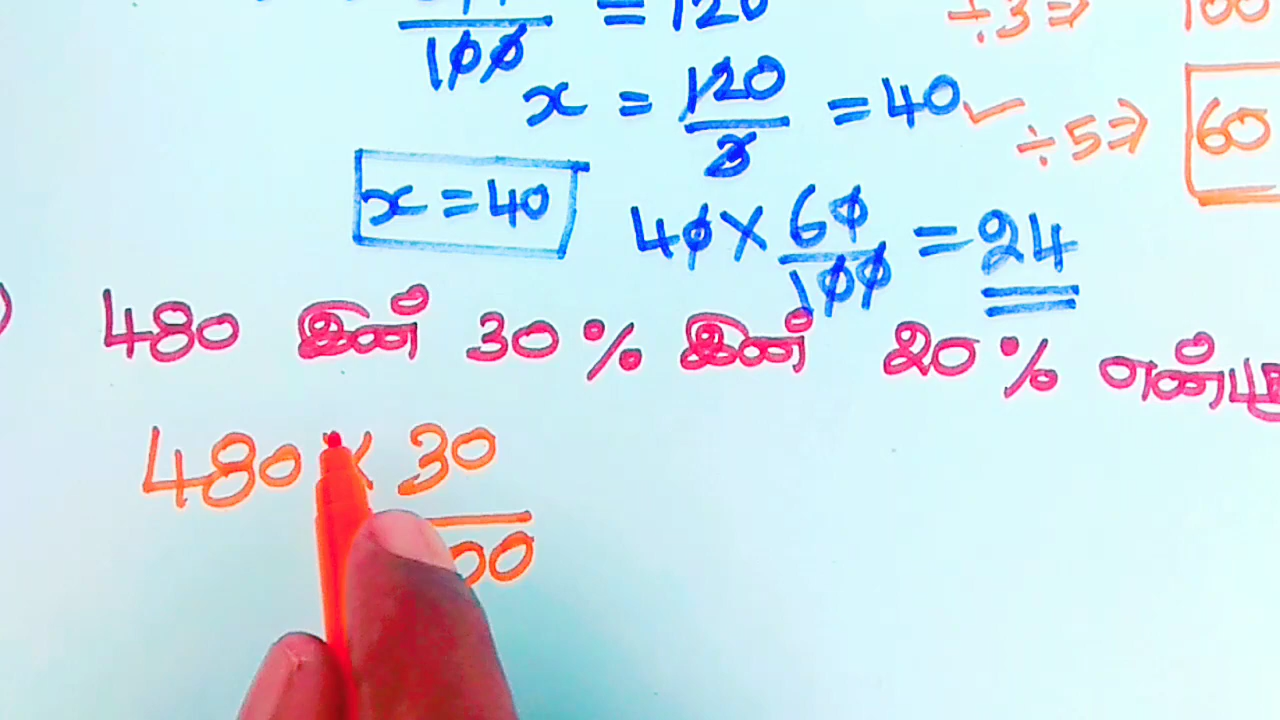 100 = 120
÷3⇒ 100
x = 120/3 = 40 ✓
÷5⇒ 60
x = 40
40 × 60/100 = 24
) 480 இன் 30% இன் 20%
480 × 30
00